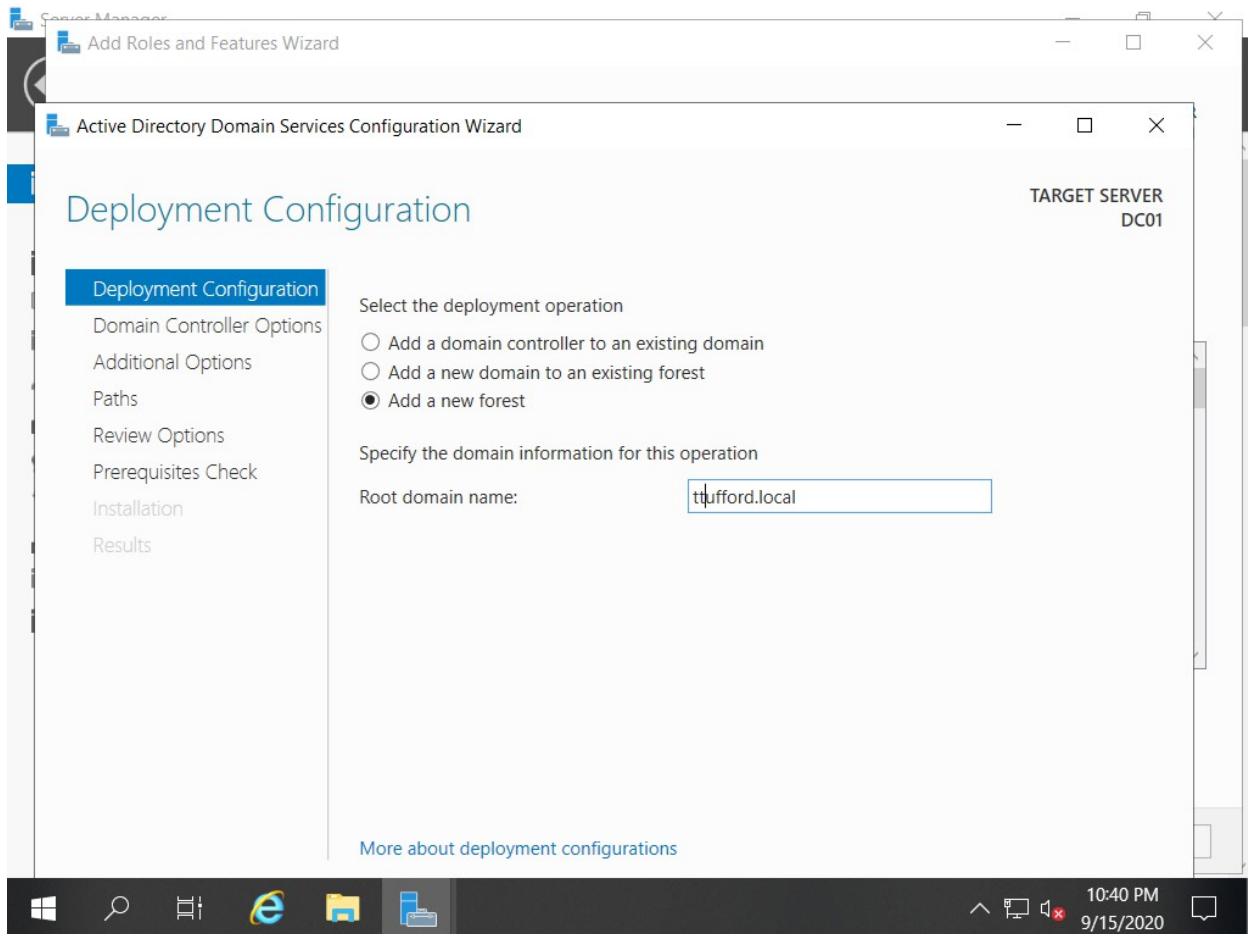 Server Manager
Add Roles and Features Wizard
Active Directory Domain Services Configuration Wizard
Deployment Configuration
TARGET SERVER
DC01
Deployment Configuration
Domain Controller Options
Additional Options
Paths
Review Options
Prerequisites Check
Installation
Results
Select the deployment operation
Add a domain controller to an existing domain
Add a new domain to an existing forest
Add a new forest
Specify the domain information for this operation
Root domain name:
ttufford.local
More about deployment configurations
10:40 PM
9/15/2020